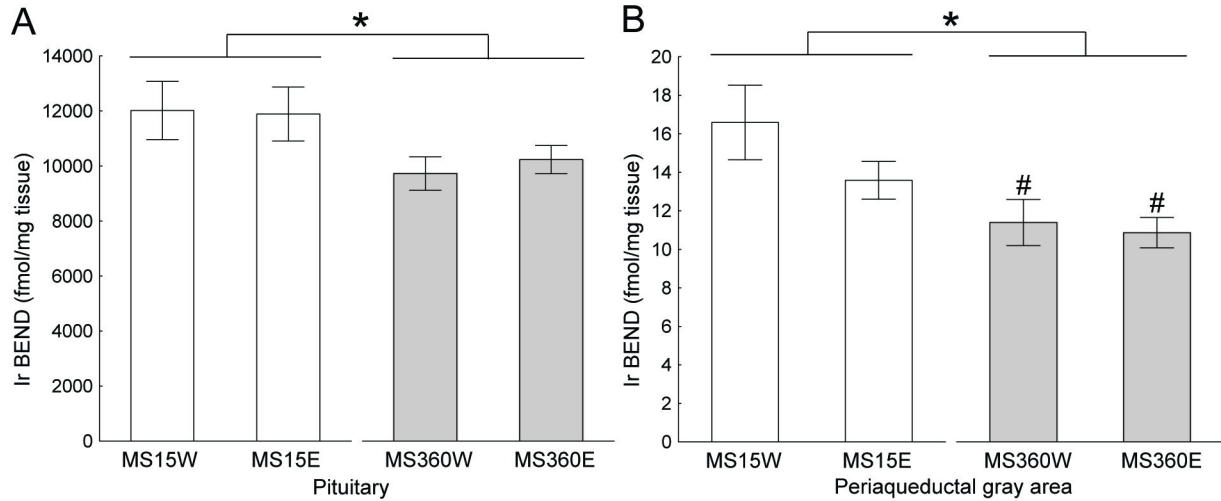 A
*
14000
12000
10000
8000
6000
4000
2000
0
Ir BEND (fmol/mg tissue)
MS15W MS15E MS360W MS360E
Pituitary
B
*
20
18
16
14
12
10
8
6
4
2
0
Ir BEND (fmol/mg tissue)
# #
MS15W MS15E MS360W MS360E
Periaqueductal gray area